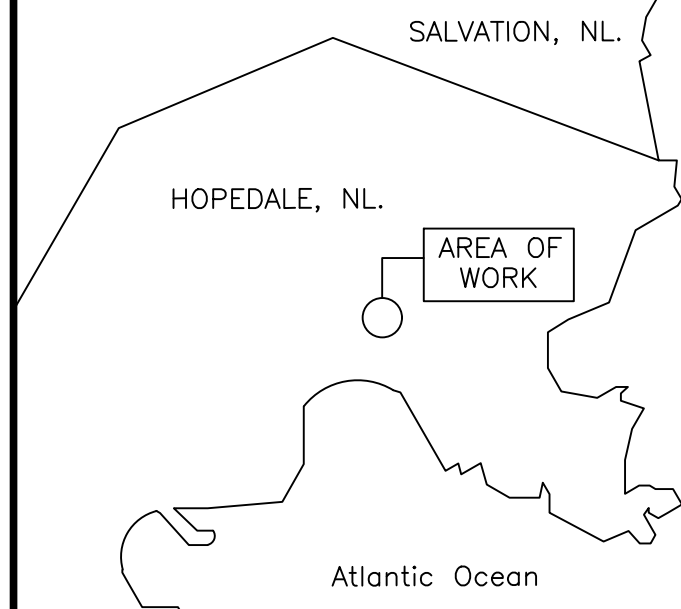 SALVATION, NL.
HOPEDALE, NL.
AREA OF
WORK
Atlantic Ocean